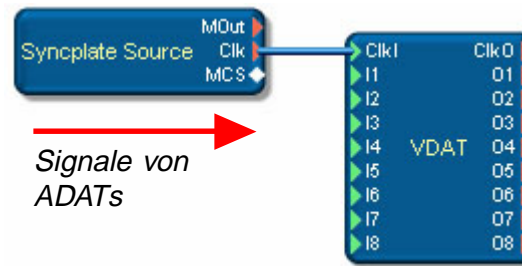 MOut
Syncplate Source Clk
MCS
ClkI ClkO
I1 O1
I2 O2
I3 O3
I4 VDAT O4
I5 O5
I6 O6
I7 O7
I8 O8
Signale von
ADATs